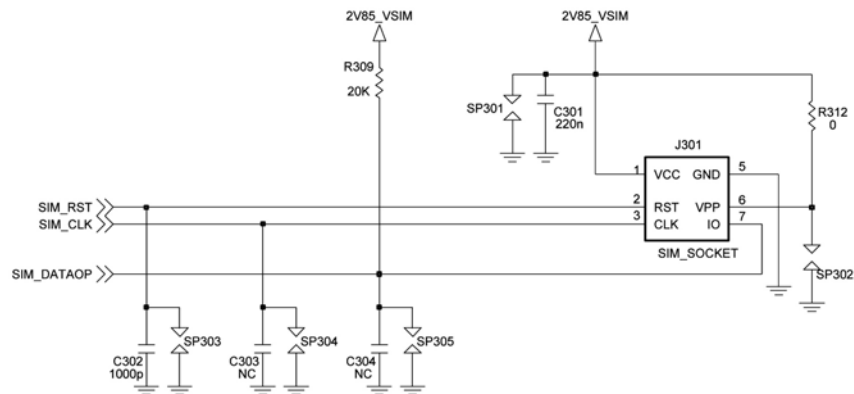 2V85_VSIM
2V85_VSIM
R309
20K
SP301
C301
220n
R312
0
J301
1 VCC GND 5
2 RST VPP 6
3 CLK IO 7
SIM_SOCKET
SIM_RST
SIM_CLK
SIM_DATAOP
SP302
C302
1000p
SP303
C303
NC
SP304
C304
NC
SP305